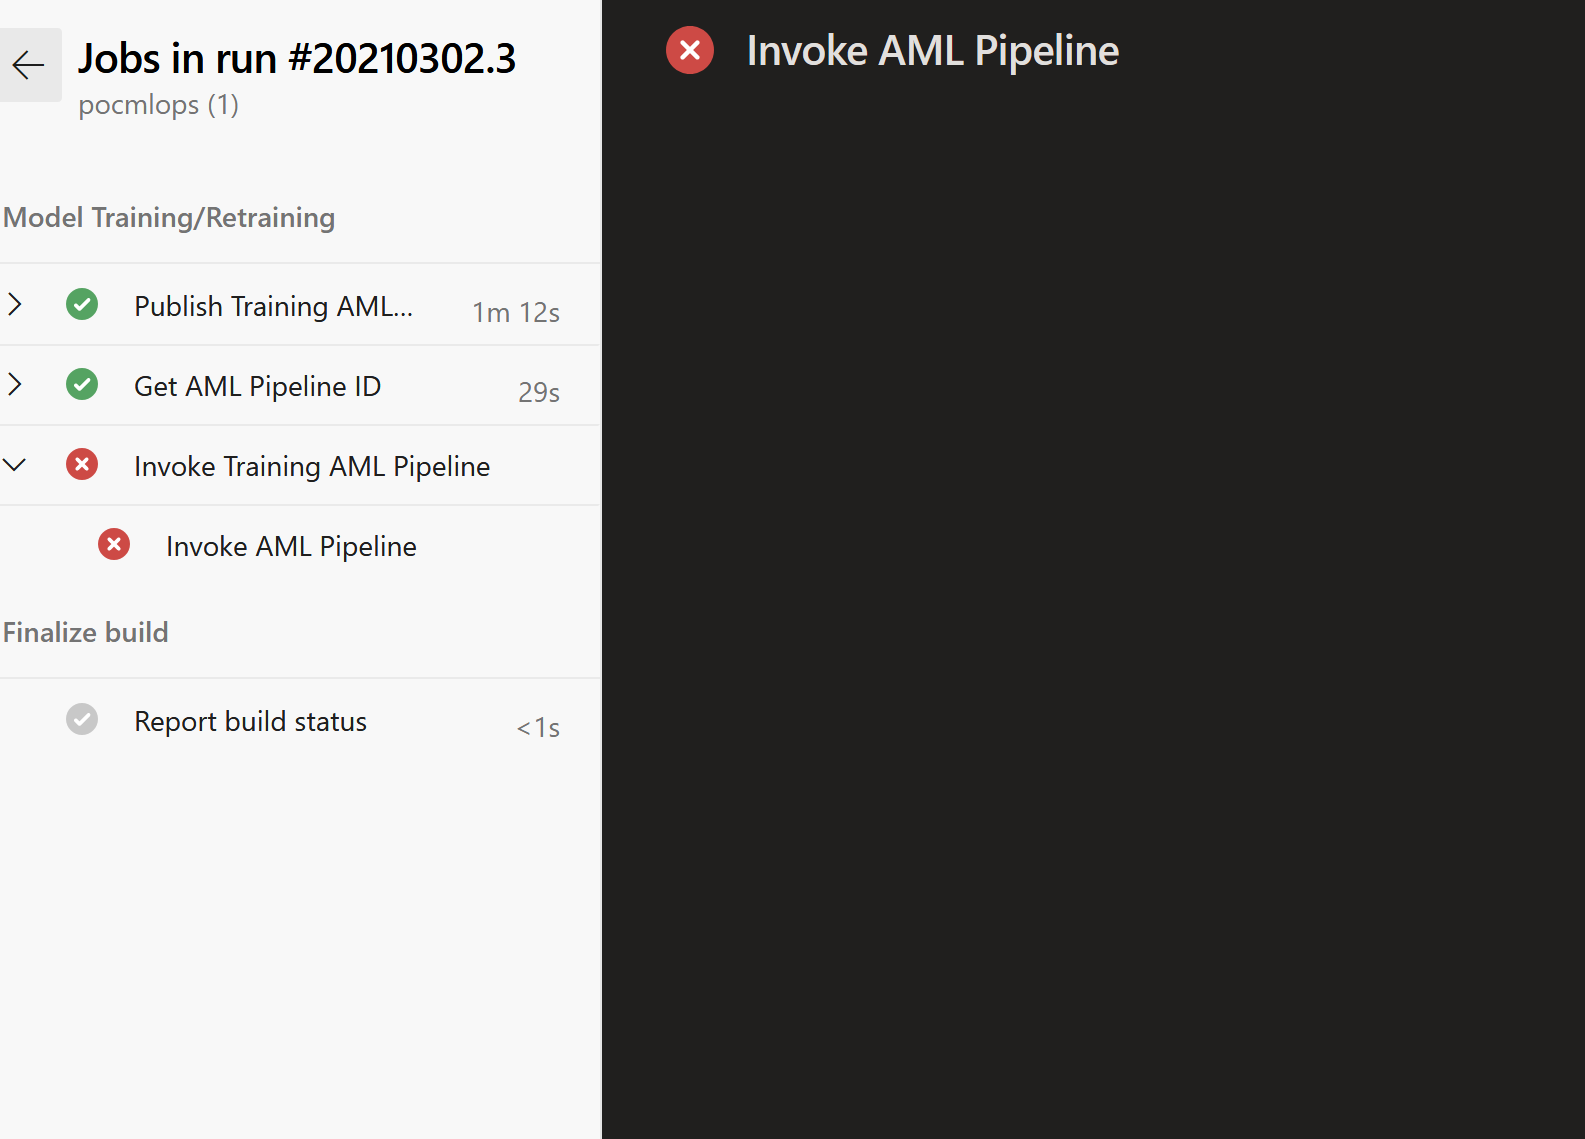 Jobs in run #20210302.3
pocmlops (1)
Model Training/Retraining
Publish Training AML... 1m 12s
Get AML Pipeline ID 29s
Invoke Training AML Pipeline
Invoke AML Pipeline
Finalize build
Report build status <1s
Invoke AML Pipeline